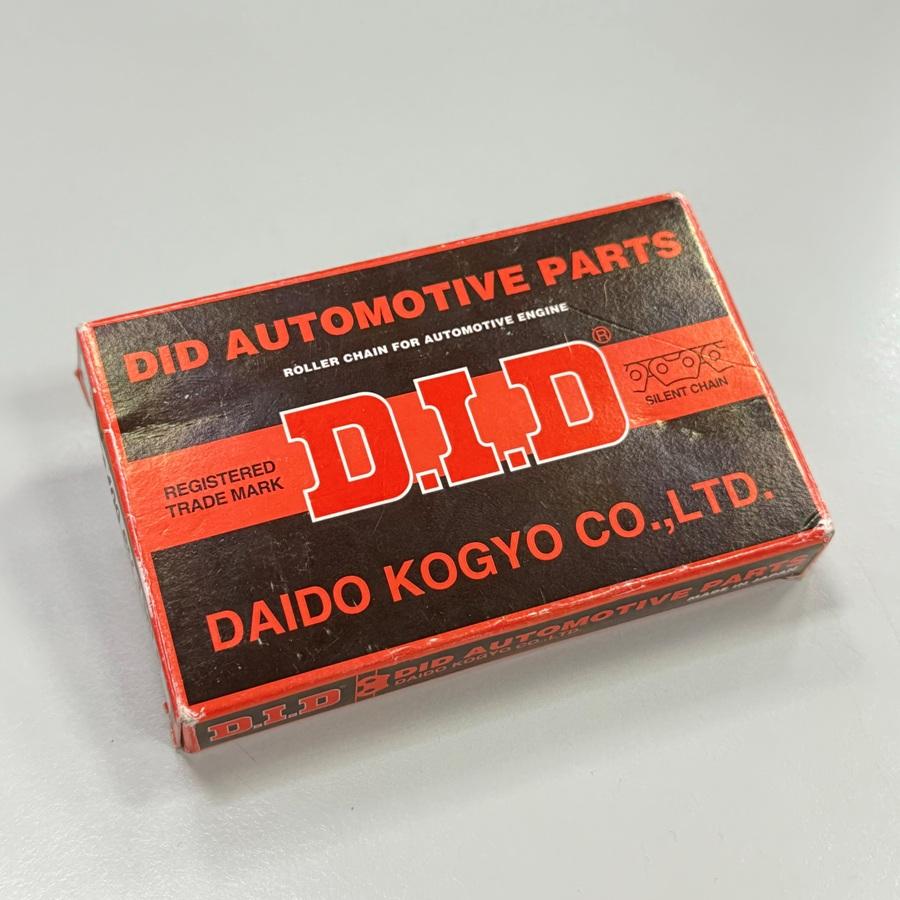 DID AUTOMOTIVE PARTS
ROLLER CHAIN FOR AUTOMOTIVE ENGINE
D.I.D®
SILENT CHAIN
REGISTERED
TRADE MARK
DAIDO KOGYO CO.,LTD.
D.I.D
DID AUTOMOTIVE PARTS
DAIDO KOGYO CO.,LTD.
MADE IN JAPAN